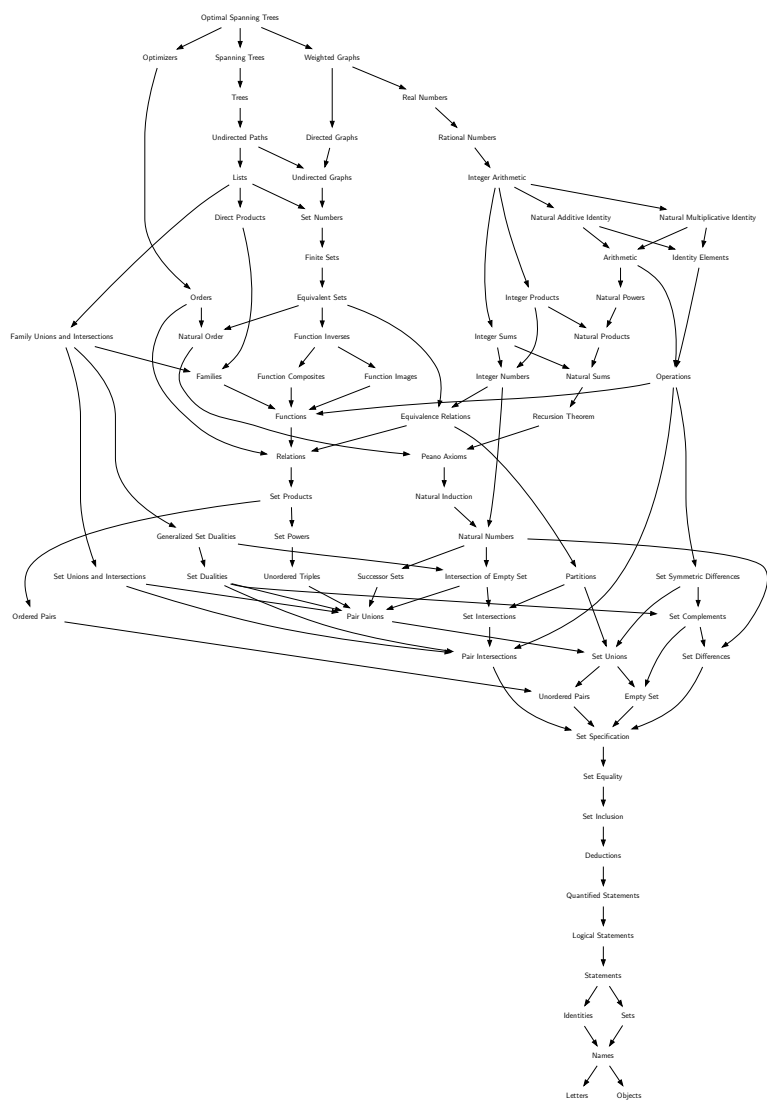 Optimal Spanning Trees
Optimizers
Spanning Trees
Weighted Graphs
Trees
Real Numbers
Undirected Paths
Directed Graphs
Rational Numbers
Lists
Undirected Graphs
Integer Arithmetic
Direct Products
Set Numbers
Natural Additive Identity
Natural Multiplicative Identity
Finite Sets
Arithmetic
Identity Elements
Orders
Equivalent Sets
Integer Products
Natural Powers
Family Unions and Intersections
Natural Order
Function Inverses
Integer Sums
Natural Products
Families
Function Composites
Function Images
Integer Numbers
Natural Sums
Operations
Functions
Equivalence Relations
Recursion Theorem
Relations
Peano Axioms
Set Products
Natural Induction
Generalized Set Dualities
Set Powers
Natural Numbers
Set Unions and Intersections
Set Dualities
Unordered Triples
Successor Sets
Intersection of Empty Set
Partitions
Set Symmetric Differences
Ordered Pairs
Pair Unions
Set Intersections
Set Complements
Pair Intersections
Set Unions
Set Differences
Unordered Pairs
Empty Set
Set Specification
Set Equality
Set Inclusion
Deductions
Quantified Statements
Logical Statements
Statements
Identities
Sets
Names
Letters
Objects